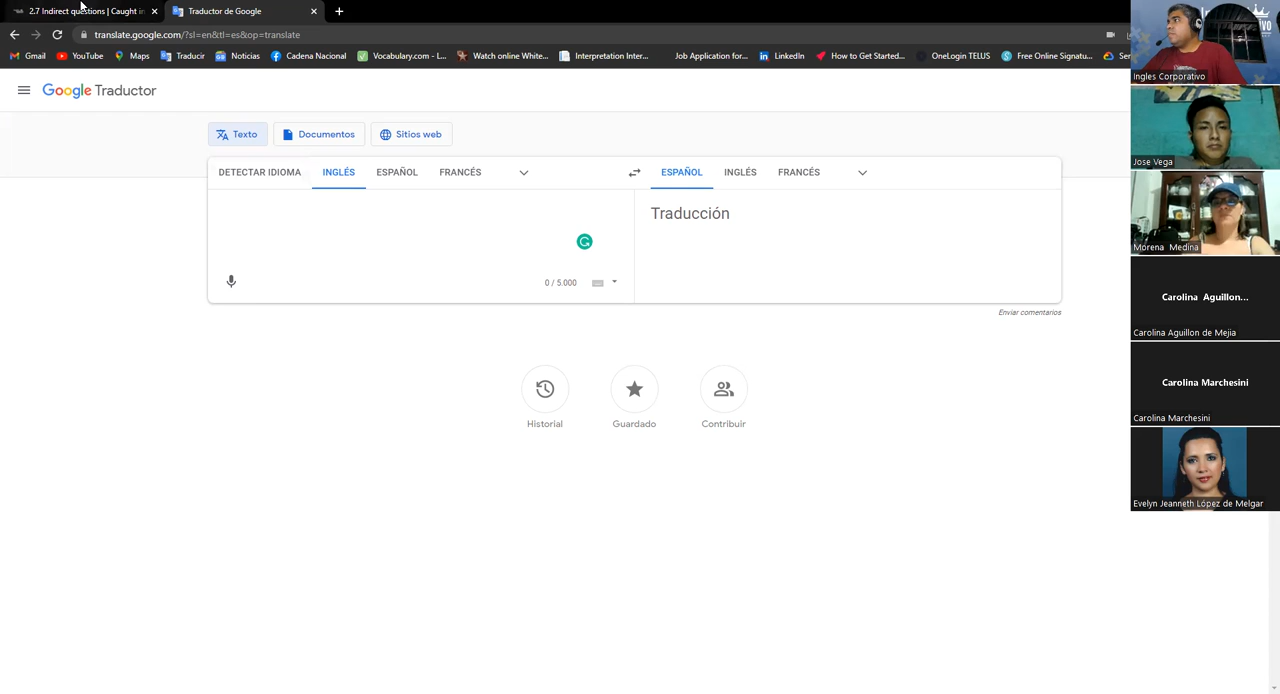 2.7 Indirect questions | Caught in
Traductor de Google
translate.google.com/?sl=en&tl=es&op=translate
Gmail
YouTube
Maps
Traducir
Noticias
Cadena Nacional
Vocabulary.com - L...
Watch online White...
Interpretation Inter...
Job Application for...
LinkedIn
How to Get Started...
OneLogin TELUS
Free Online Signatu...
Google Traductor
Texto
Documentos
Sitios web
DETECTAR IDIOMA
INGLÉS
ESPAÑOL
FRANCÉS
ESPAÑOL
INGLÉS
FRANCÉS
Traducción
0 / 5.000
Enviar comentarios
Historial
Guardado
Contribuir
Ingles Corporativo
Jose Vega
Morena Medina
Carolina Aguillon...
Carolina Aguillon de Mejia
Carolina Marchesini
Carolina Marchesini
Evelyn Jeanneth López de Melgar